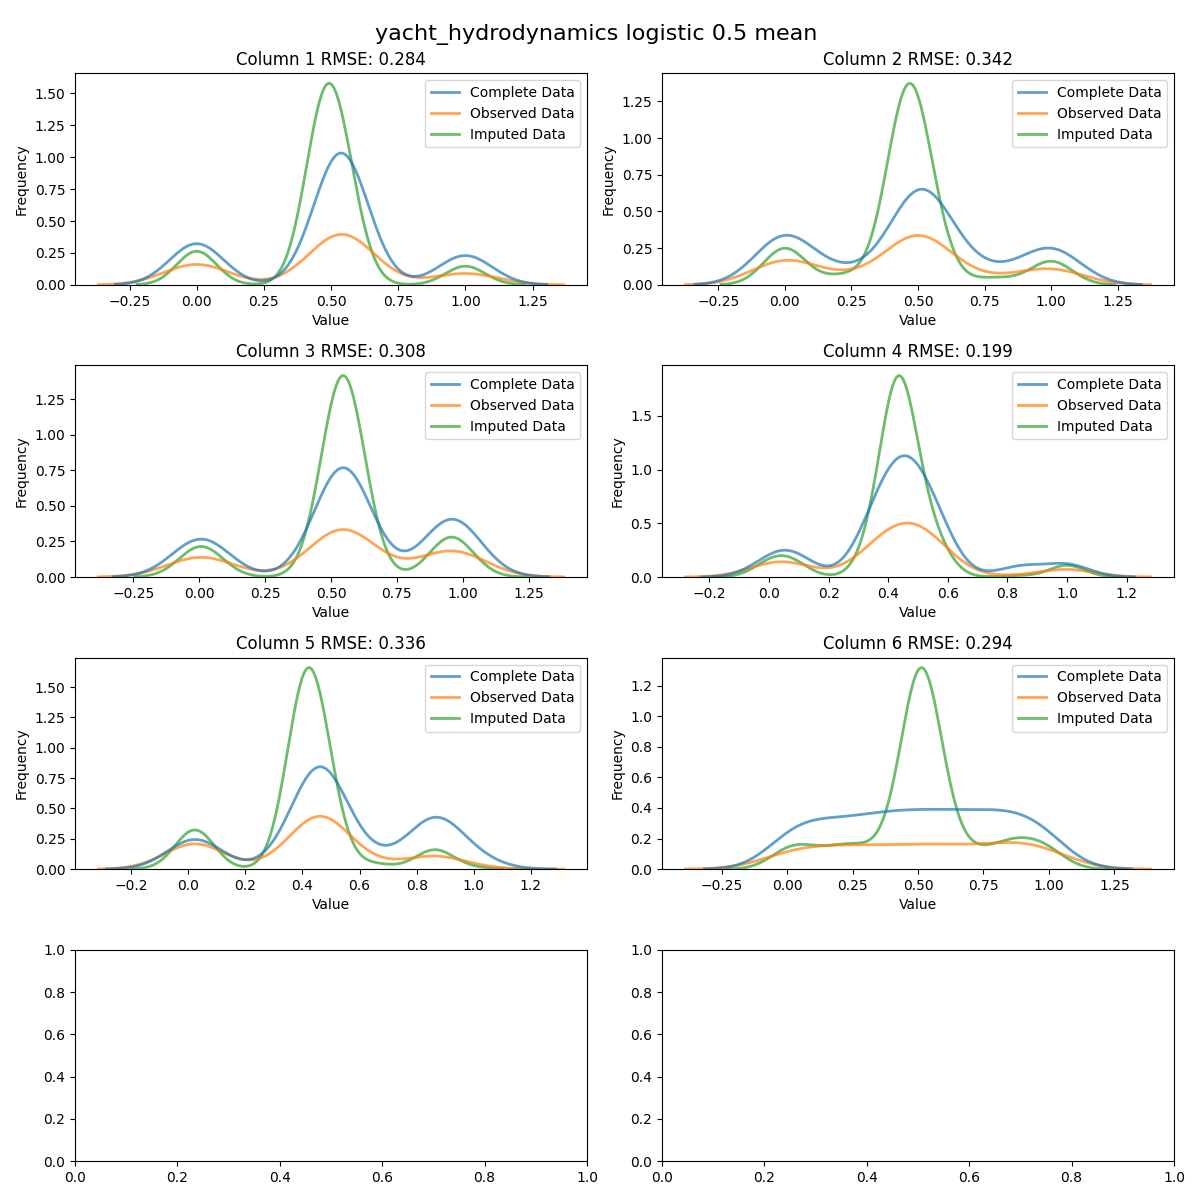 yacht_hydrodynamics logistic 0.5 mean
Column 1 RMSE: 0.284
Frequency
1.50
1.25
1.00
0.75
0.50
0.25
0.00
Complete Data
Observed Data
Imputed Data
−0.25 0.00 0.25 0.50 0.75 1.00 1.25
Value
Column 2 RMSE: 0.342
Frequency
1.25
1.00
0.75
0.50
0.25
0.00
Complete Data
Observed Data
Imputed Data
−0.25 0.00 0.25 0.50 0.75 1.00 1.25
Value
Column 3 RMSE: 0.308
Frequency
1.25
1.00
0.75
0.50
0.25
0.00
Complete Data
Observed Data
Imputed Data
−0.25 0.00 0.25 0.50 0.75 1.00 1.25
Value
Column 4 RMSE: 0.199
Frequency
1.5
1.0
0.5
0.0
Complete Data
Observed Data
Imputed Data
−0.2 0.0 0.2 0.4 0.6 0.8 1.0 1.2
Value
Column 5 RMSE: 0.336
Frequency
1.50
1.25
1.00
0.75
0.50
0.25
0.00
Complete Data
Observed Data
Imputed Data
−0.2 0.0 0.2 0.4 0.6 0.8 1.0 1.2
Value
Column 6 RMSE: 0.294
Frequency
1.2
1.0
0.8
0.6
0.4
0.2
0.0
Complete Data
Observed Data
Imputed Data
−0.25 0.00 0.25 0.50 0.75 1.00 1.25
Value
1.0
0.8
0.6
0.4
0.2
0.0
0.0 0.2 0.4 0.6 0.8 1.0
1.0
0.8
0.6
0.4
0.2
0.0
0.0 0.2 0.4 0.6 0.8 1.0